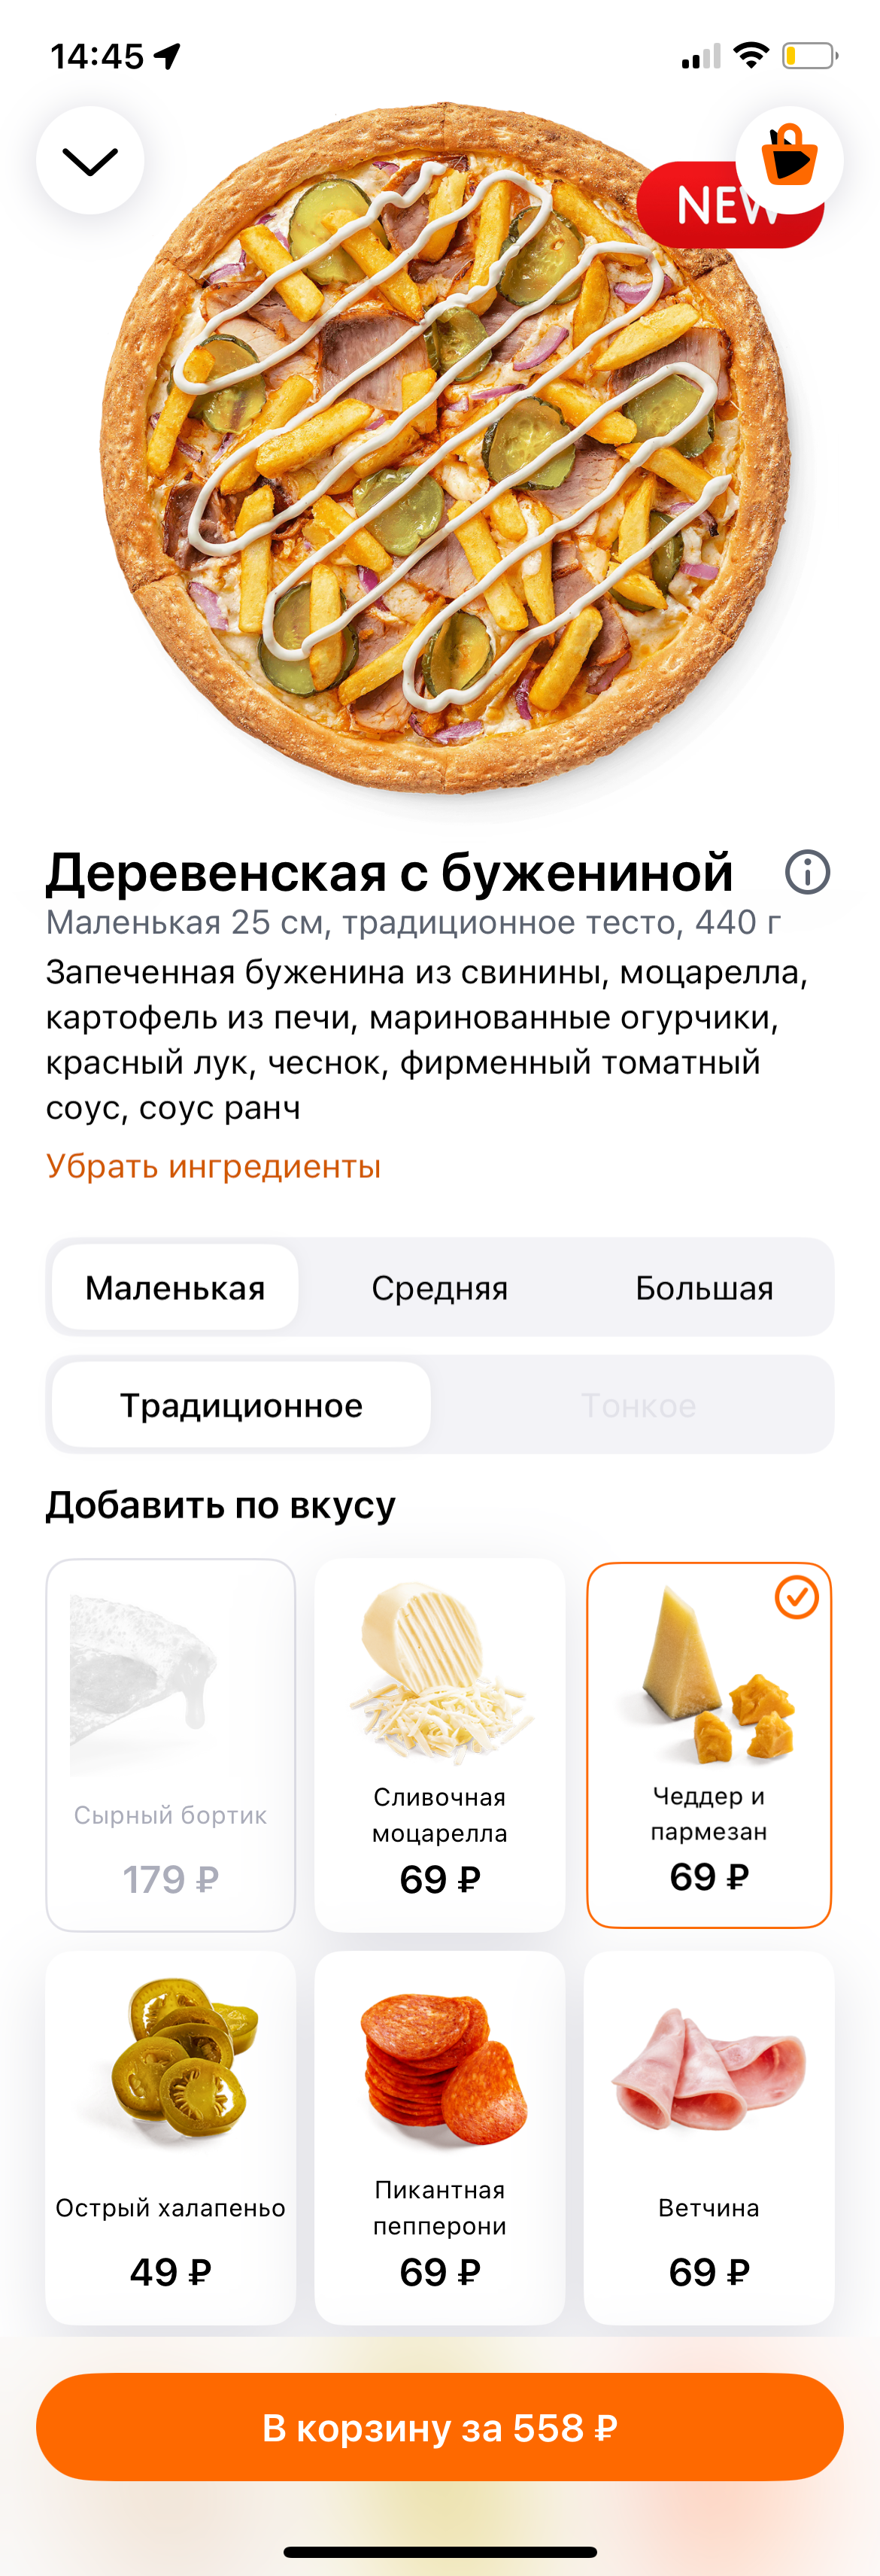 14:45
NEW
Деревенская с бужениной
Маленькая 25 см, традиционное тесто, 440 г
Запеченная буженина из свинины, моцарелла,
картофель из печи, маринованные огурчики,
красный лук, чеснок, фирменный томатный
соус, соус ранч
Убрать ингредиенты
Маленькая Средняя Большая
Традиционное Тонкое
Добавить по вкусу
Сырный бортик
179 ₽
Сливочная
моцарелла
69 ₽
Чеддер и
пармезан
69 ₽
Острый халапеньо
49 ₽
Пикантная
пепперони
69 ₽
Ветчина
69 ₽
В корзину за 558 ₽